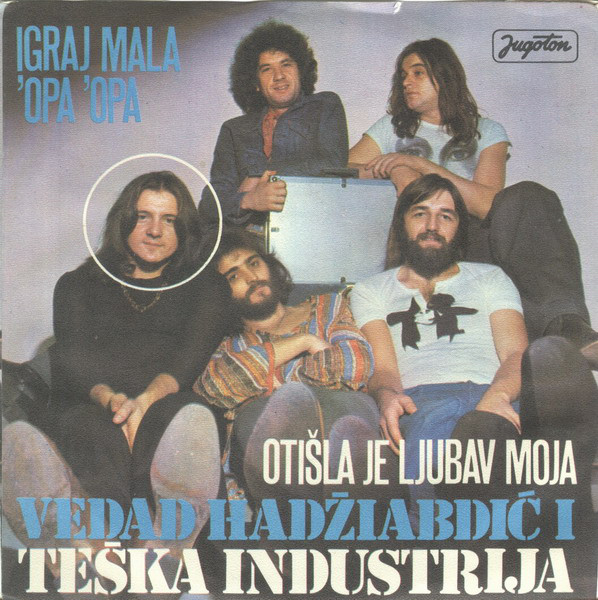 IGRAJ MALA
'OPA 'OPA
Jugoton
OTIŠLA JE LJUBAV MOJA
VEDAD HADŽIABDIĆ I
TEŠKA INDUSTRIJA